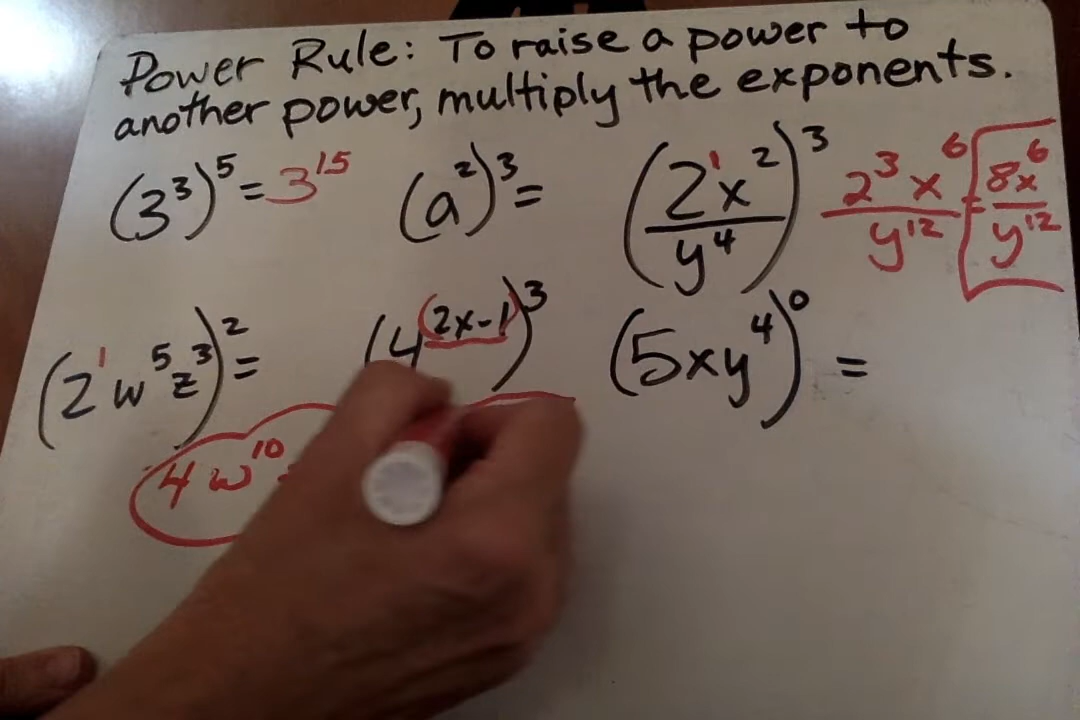 Power Rule: To raise a power to
another power, multiply the exponents.
(3³)⁵ = 3¹⁵ (a²)³ = (2¹x²/y⁴)³ 2³x⁶/y¹² = 8x⁶/y¹²
(2¹w⁵z³)² = (4⁽²ˣ⁻¹⁾)³ (5xy⁴)⁰ =
4w¹⁰